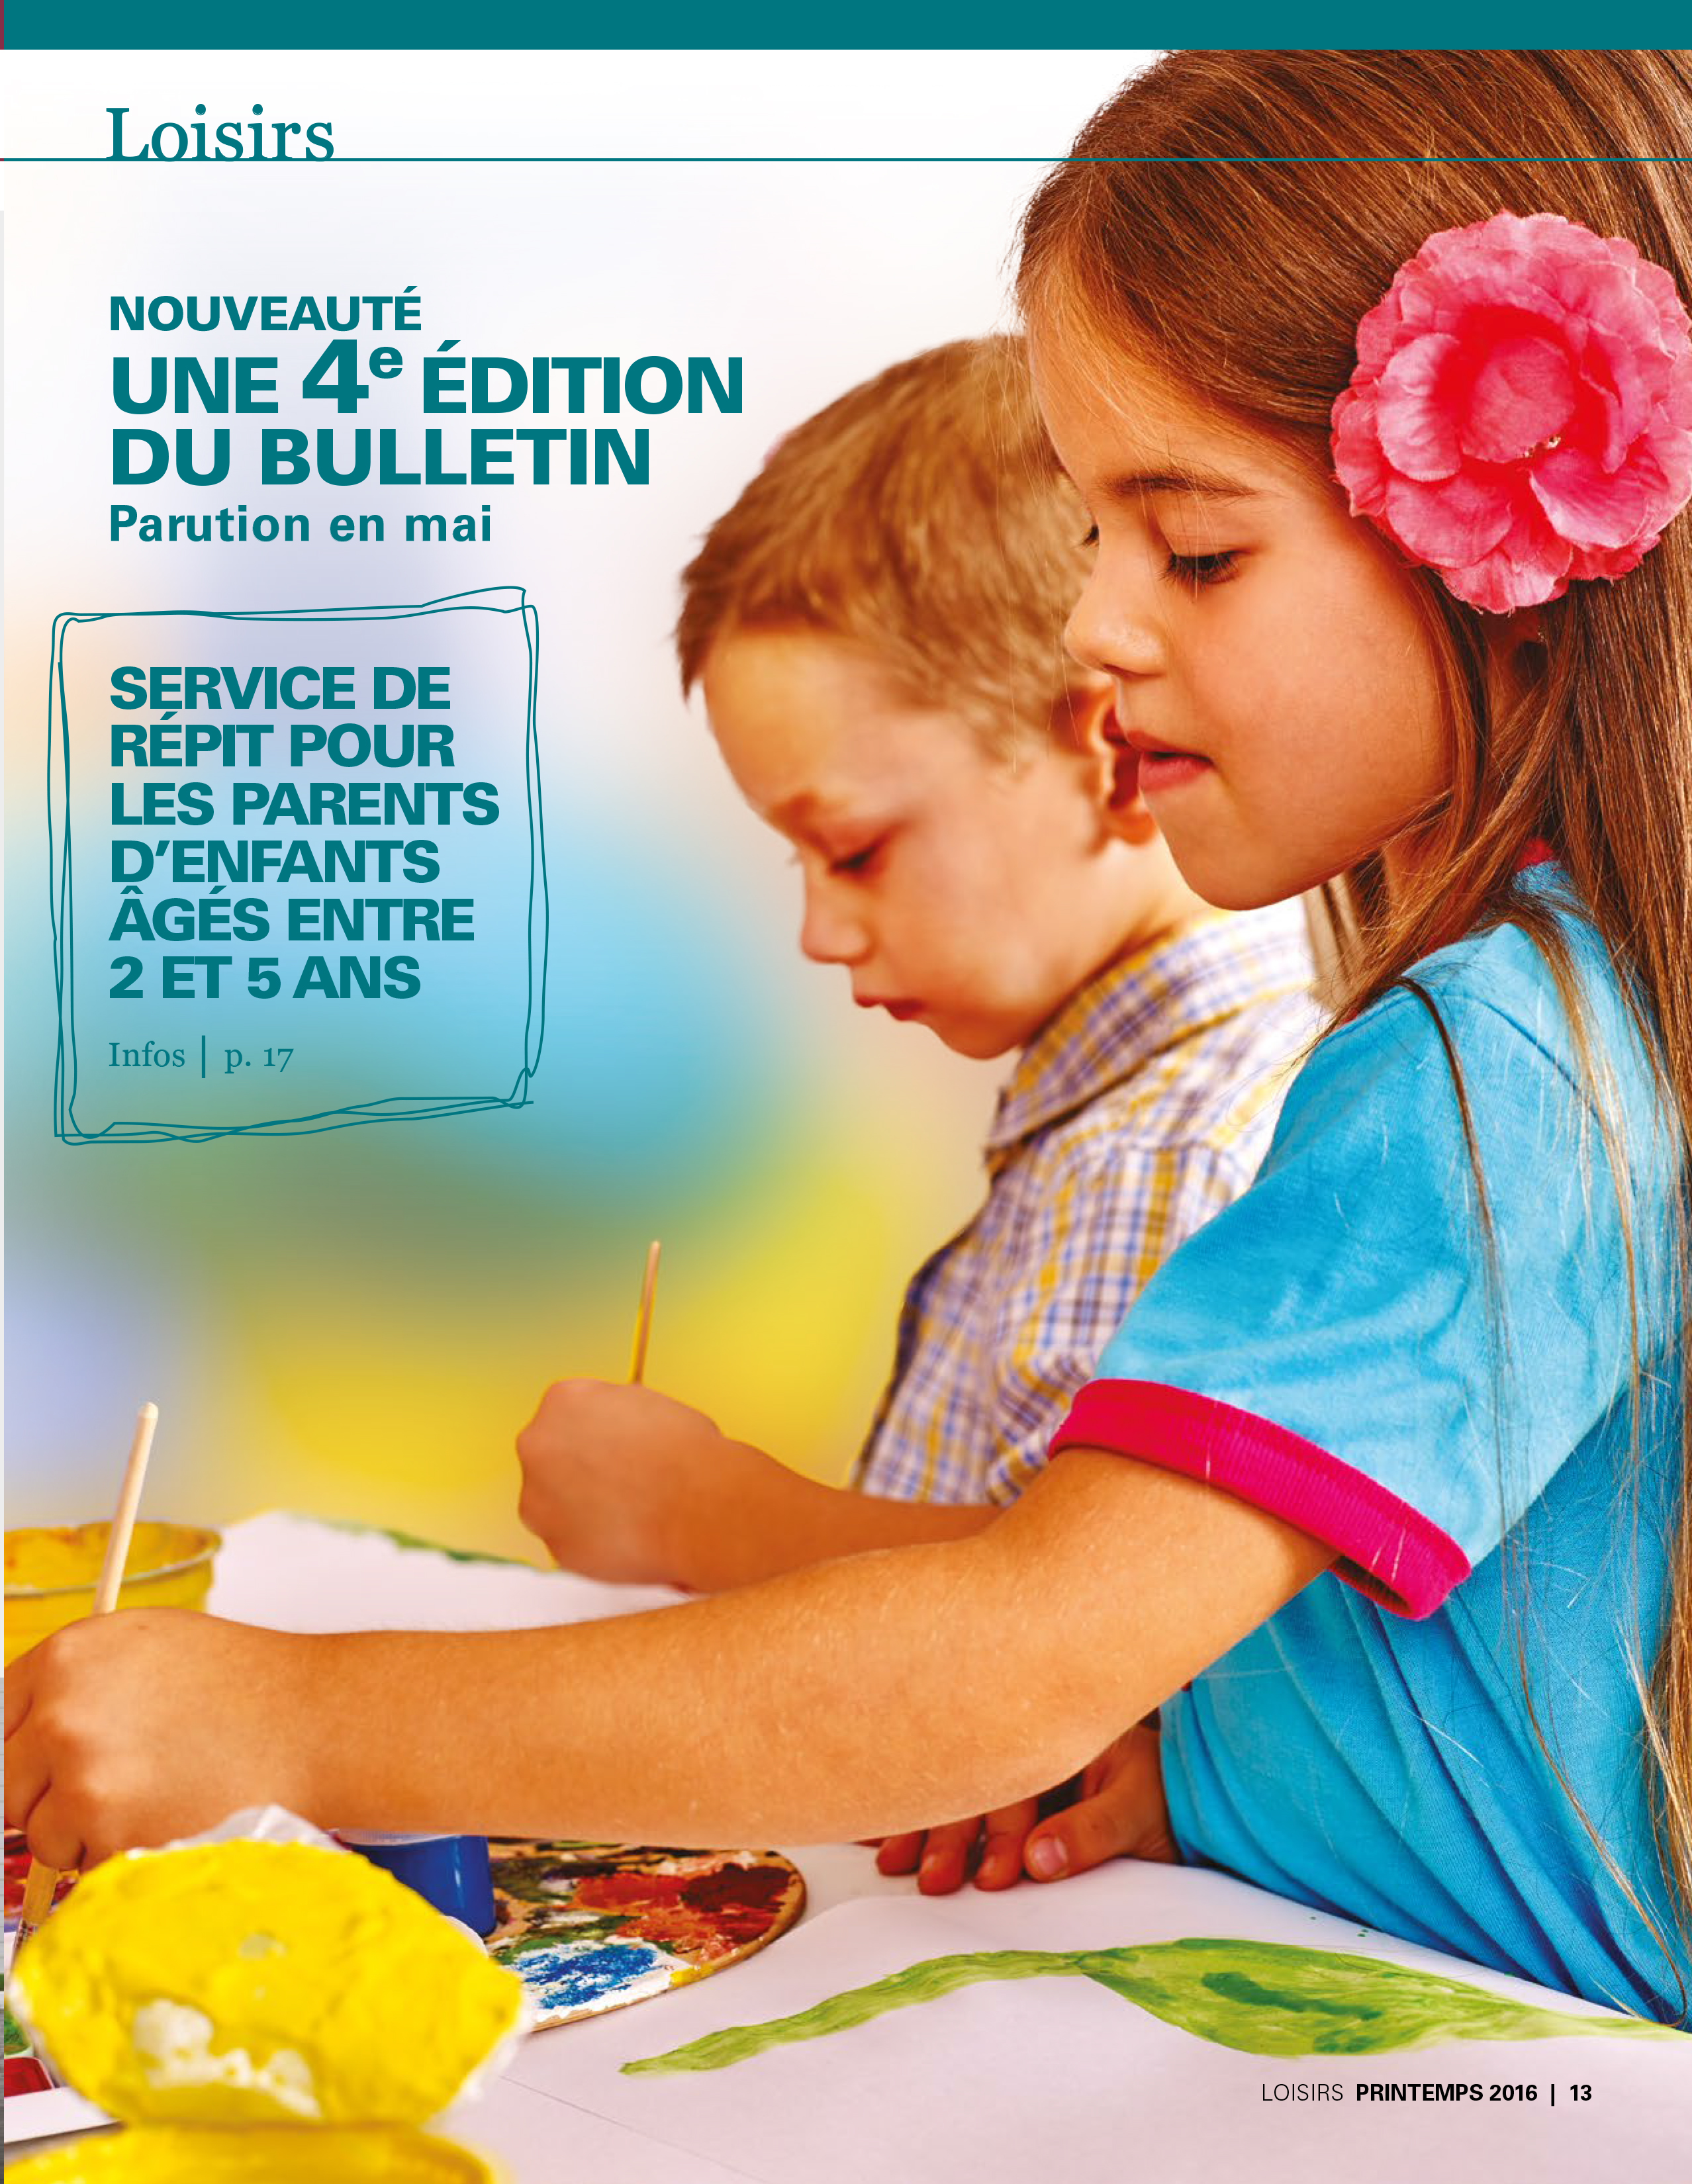 Loisirs
NOUVEAUTÉ
UNE 4e ÉDITION
DU BULLETIN
Parution en mai
SERVICE DE
RÉPIT POUR
LES PARENTS
D’ENFANTS
ÂGÉS ENTRE
2 ET 5 ANS
Infos | p. 17
LOISIRS PRINTEMPS 2016 | 13